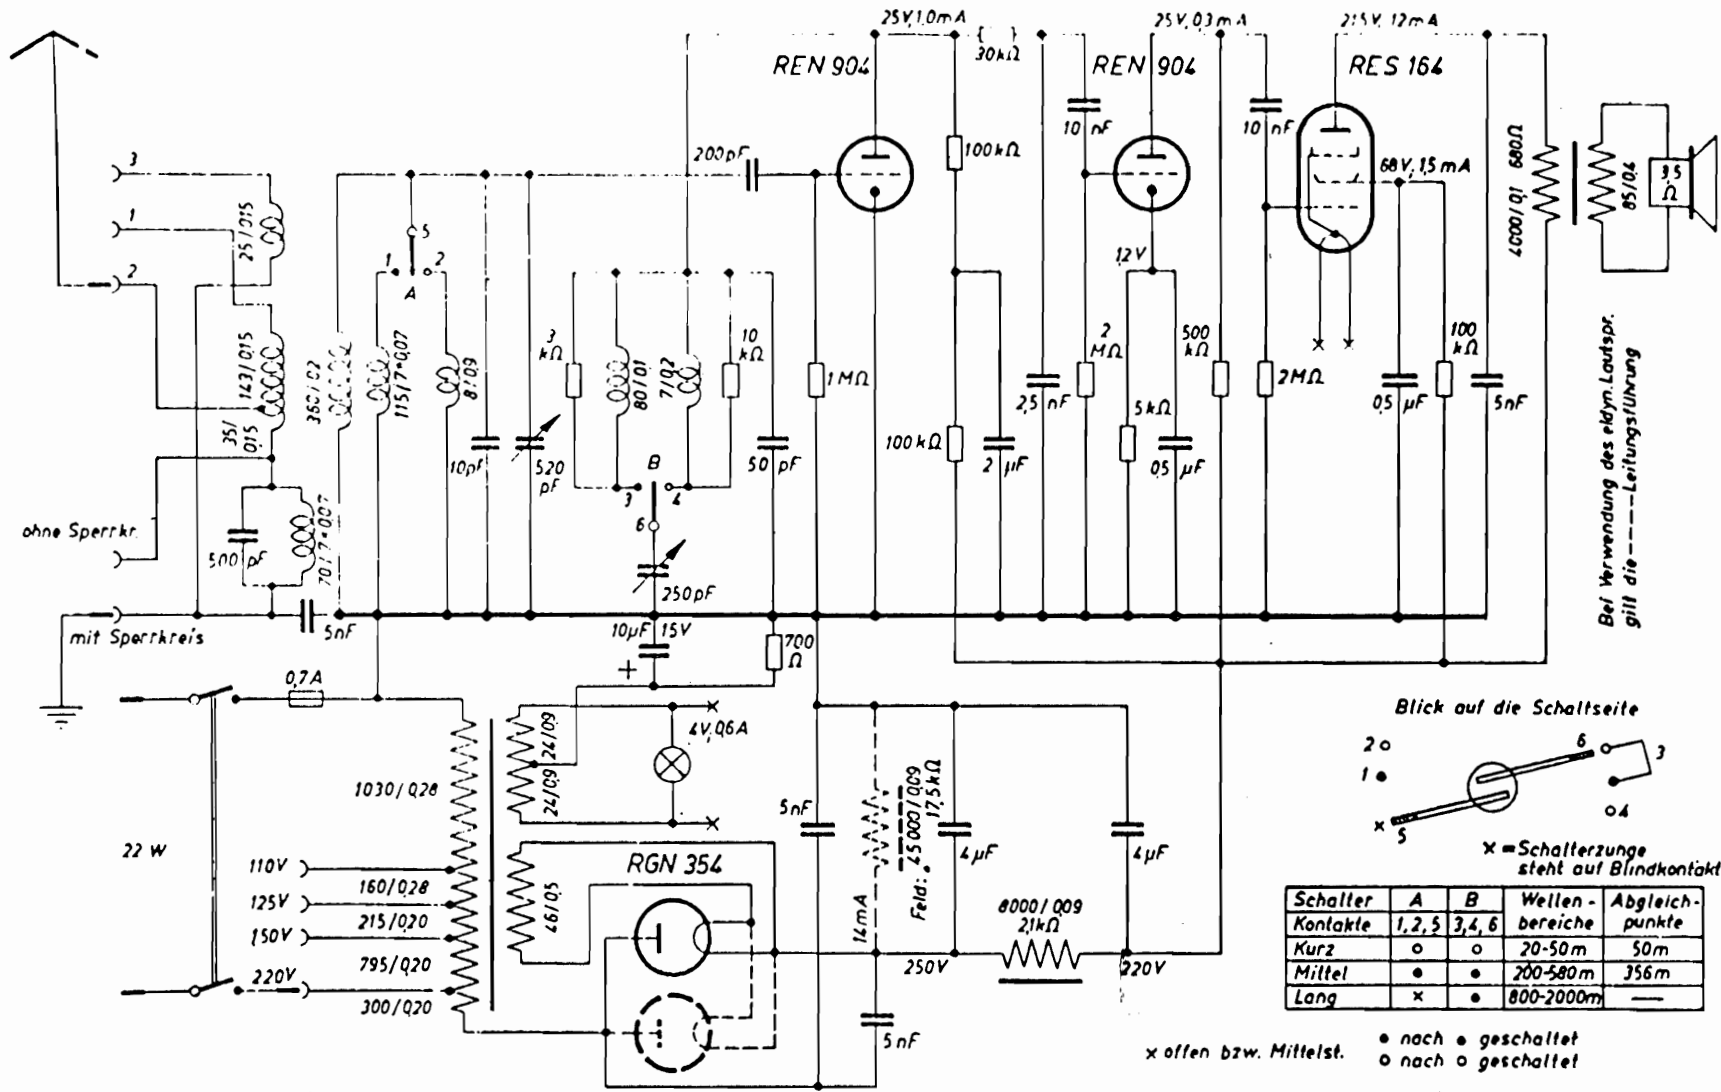 25V, 1,0mA
25V, 0,3mA
215V, 12mA
REN 904
30kΩ
REN 904
RES 164
3
1
2
25/0,15
143/0,15
35/
0,15
360/0,2
1
5
2
A
115/7×0,07
8/0,9
200pF
10 nF
10 nF
100kΩ
68V, 1,5mA
4000/0,1 680Ω
85/0,4
3,5
Ω
1,2V
3
kΩ
80/0,1
7/0,2
10
kΩ
1MΩ
100kΩ
2
µF
2,5 nF
2
MΩ
5kΩ
0,5 µF
500
kΩ
2MΩ
0,5 µF
100
kΩ
5nF
10pF
520
pF
B
3
4
6
50 pF
250pF
ohne Sperrkr.
500 pF
70/7×0,07
mit Sperrkreis
5nF
Bei Verwendung des eldyn. Lautspr.
gilt die ------ Leitungsführung
10µF
15V
+
700
Ω
0,7A
4V, 0,6A
24/0,9
24/0,9
1030/0,28
22 W
110V
160/0,28
125V
215/0,20
150V
795/0,20
220V
300/0,20
46/0,5
RGN 354
5nF
14mA
Feld: 45000/0,09
17,5kΩ
4µF
4µF
8000/0,09
2,1kΩ
250V
220V
5nF
Blick auf die Schaltseite
2
1
5
6
3
4
× = Schalterzunge
steht auf Blindkontakt
Schalter A B Wellen- Abgleich-
Kontakte 1,2,5 3,4,6 bereiche punkte
Kurz o o 20-50m 50m
Mittel ● ● 200-580m 356m
Lang × ● 800-2000m —
× offen bzw. Mittelst.
● nach ● geschaltet
o nach o geschaltet